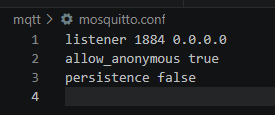 mqtt > mosquitto.conf
1 listener 1884 0.0.0.0
2 allow_anonymous true
3 persistence false
4